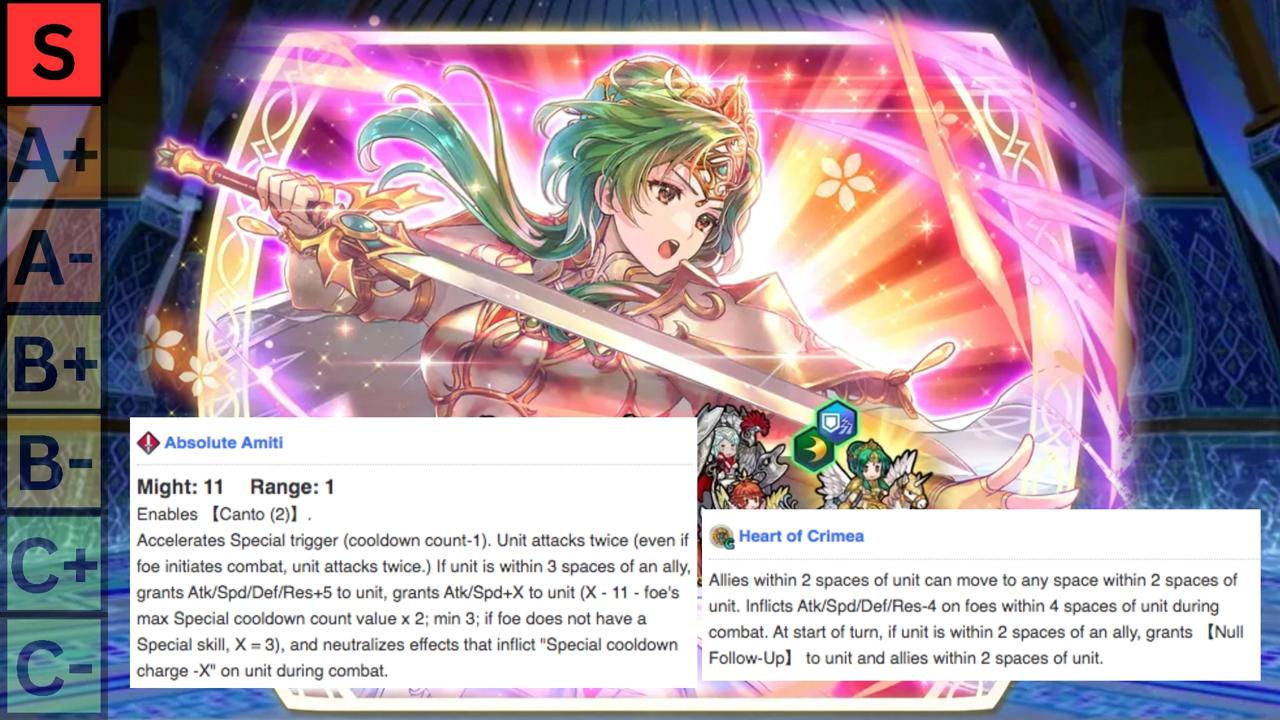 S
A+
A-
B+
B-
C+
C-
Absolute Amiti
Might: 11 Range: 1
Enables 【Canto (2)】.
Accelerates Special trigger (cooldown count-1). Unit attacks twice (even if
foe initiates combat, unit attacks twice.) If unit is within 3 spaces of an ally,
grants Atk/Spd/Def/Res+5 to unit, grants Atk/Spd+X to unit (X - 11 - foe's
max Special cooldown count value x 2; min 3; if foe does not have a
Special skill, X = 3), and neutralizes effects that inflict "Special cooldown
charge -X" on unit during combat.
Heart of Crimea
Allies within 2 spaces of unit can move to any space within 2 spaces of
unit. Inflicts Atk/Spd/Def/Res-4 on foes within 4 spaces of unit during
combat. At start of turn, if unit is within 2 spaces of an ally, grants 【Null
Follow-Up】 to unit and allies within 2 spaces of unit.